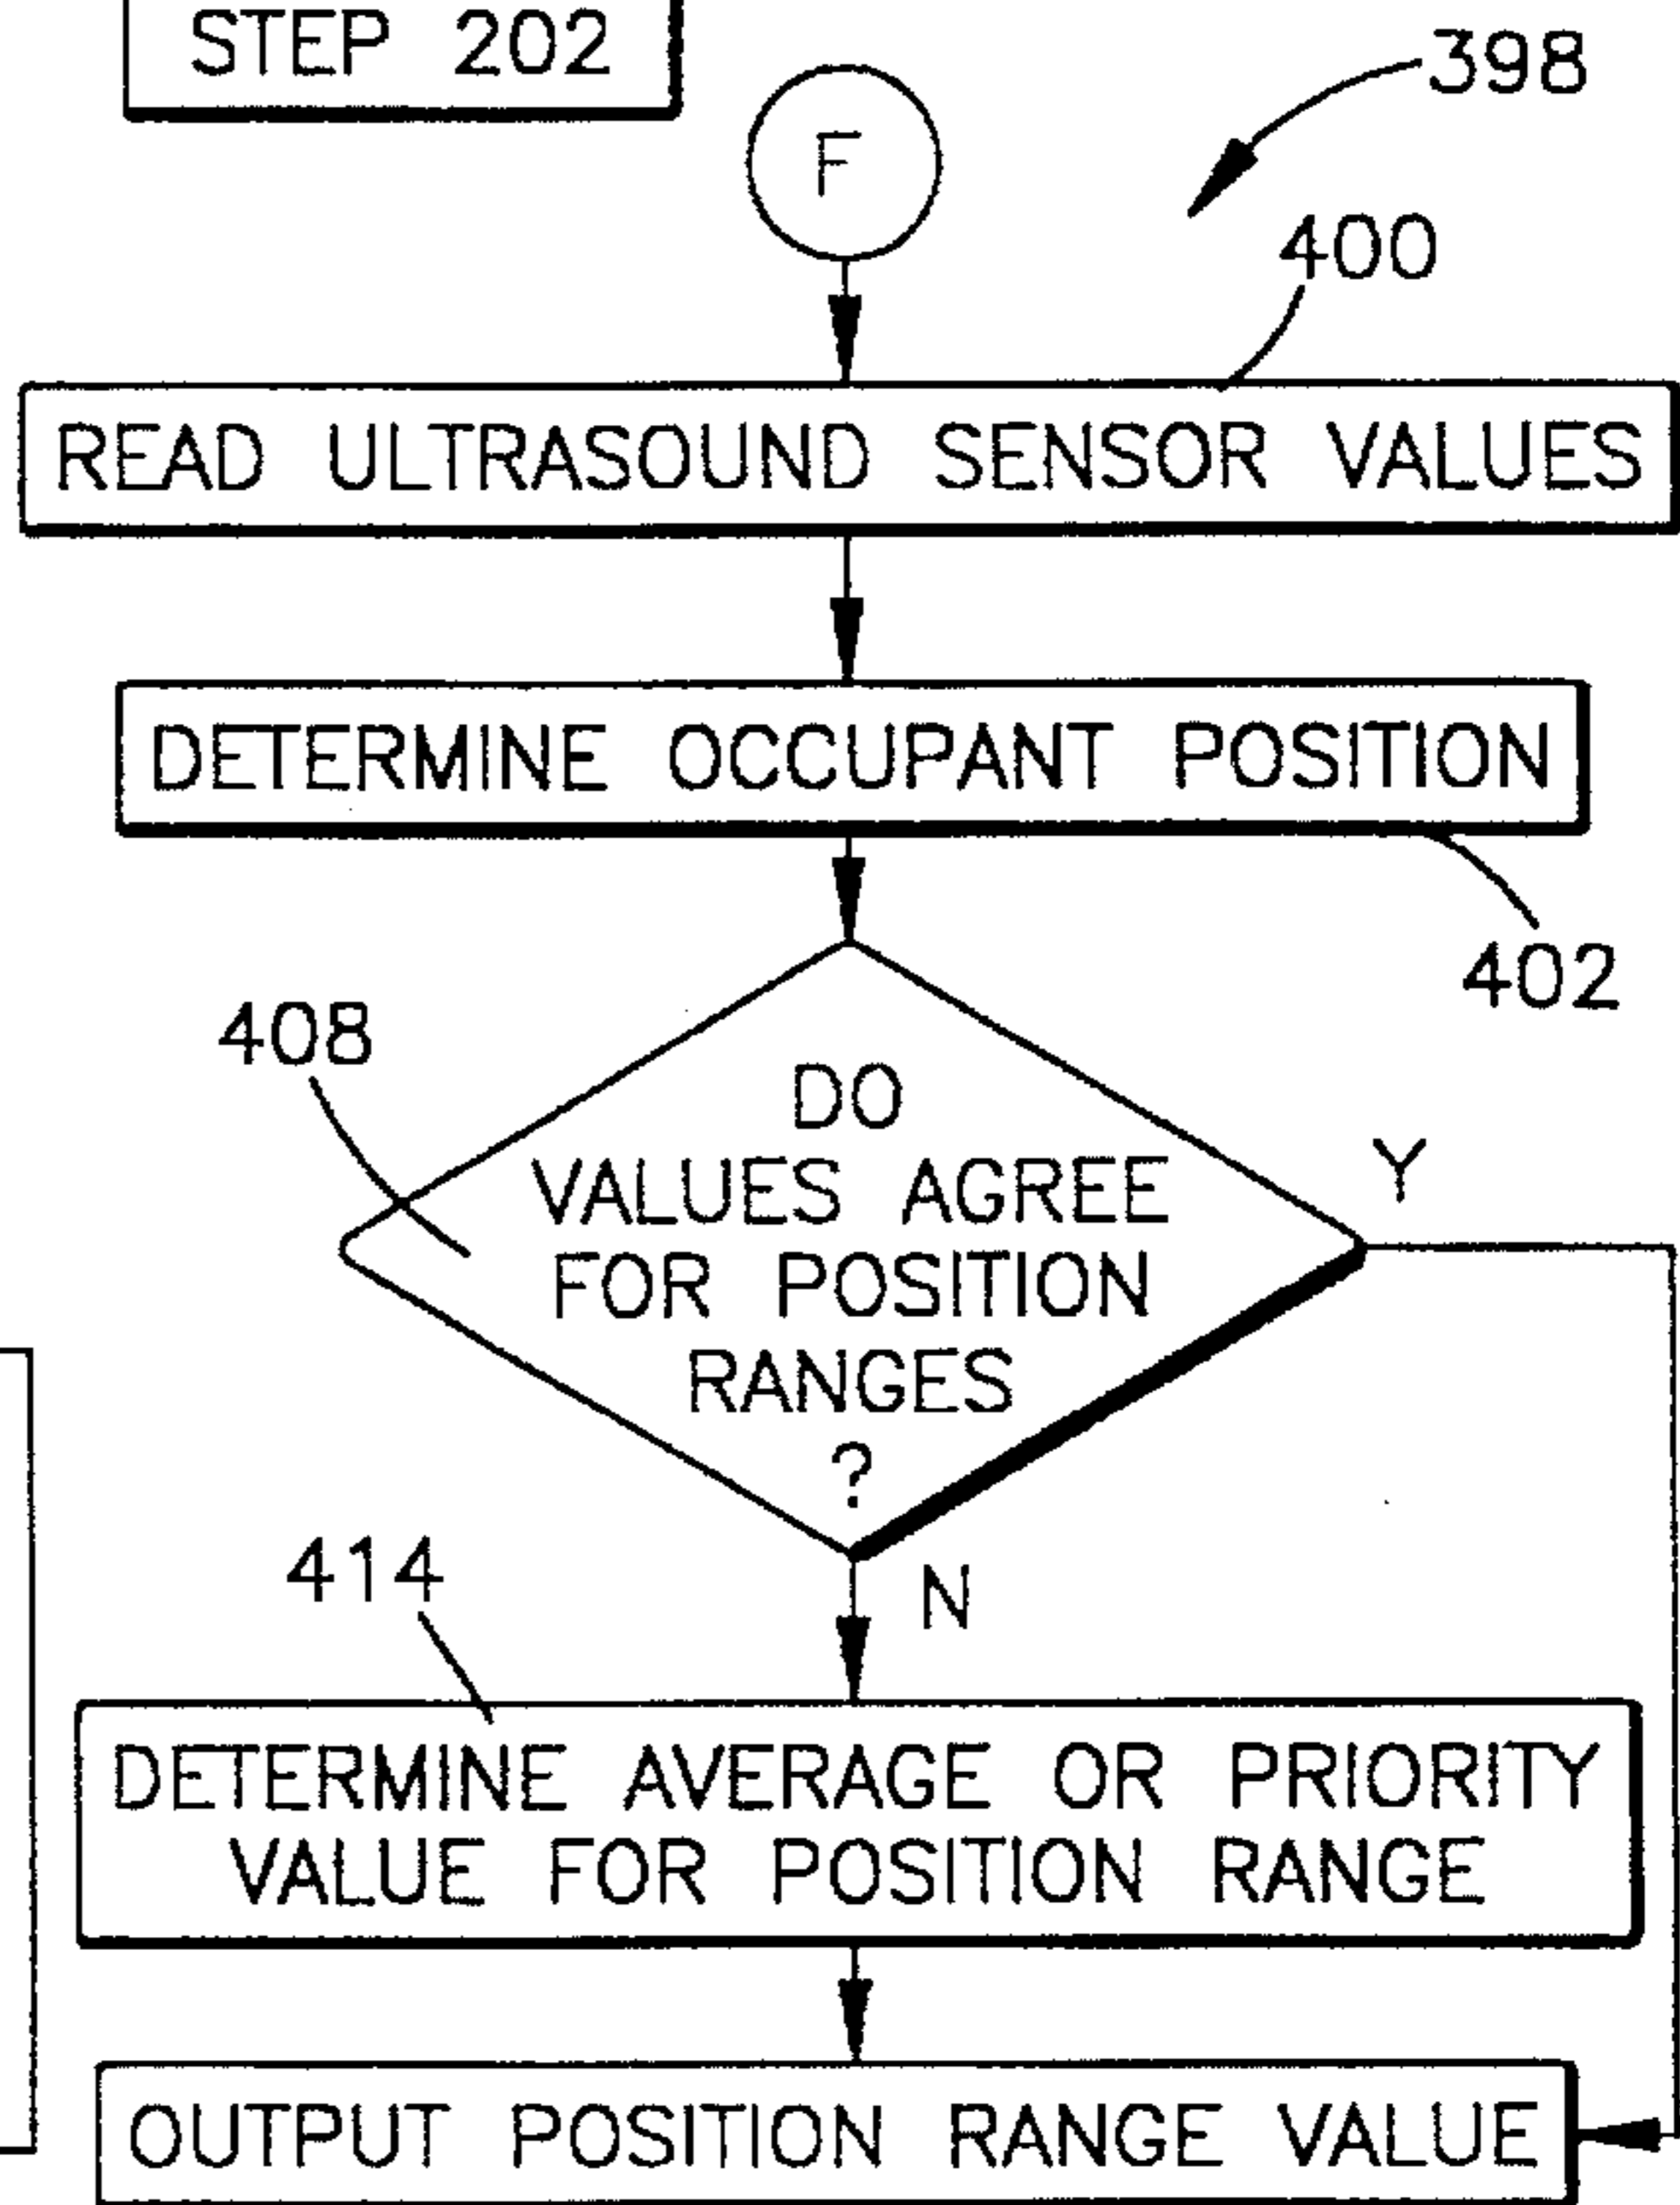 STEP 202
398
F
400
READ ULTRASOUND SENSOR VALUES
DETERMINE OCCUPANT POSITION
402
408
DO
VALUES AGREE
FOR POSITION
RANGES
?
Y
N
414
DETERMINE AVERAGE OR PRIORITY
VALUE FOR POSITION RANGE
OUTPUT POSITION RANGE VALUE